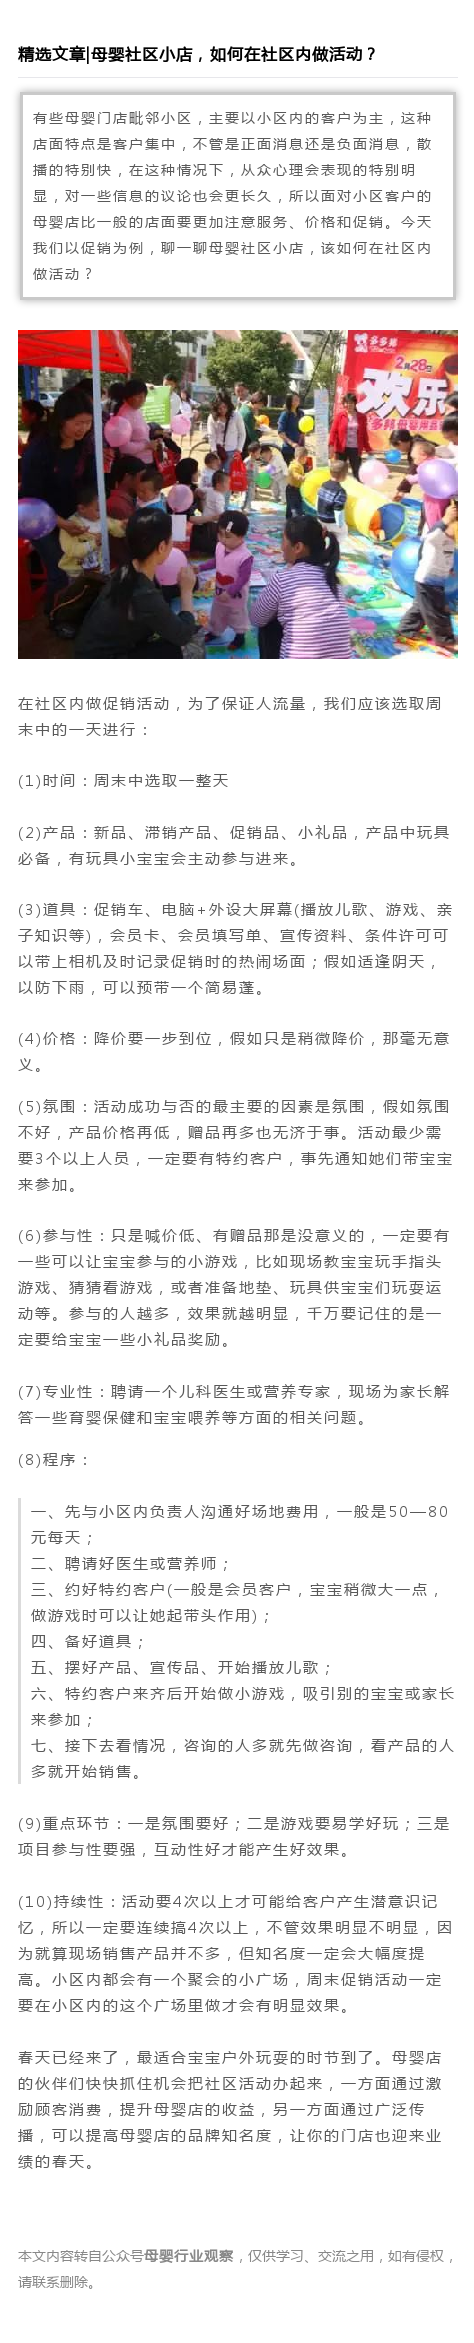 精选文章|母婴社区小店，如何在社区内做活动？
有些母婴门店毗邻小区，主要以小区内的客户为主，这种
店面特点是客户集中，不管是正面消息还是负面消息，散
播的特别快，在这种情况下，从众心理会表现的特别明
显，对一些信息的议论也会更长久，所以面对小区客户的
母婴店比一般的店面要更加注意服务、价格和促销。今天
我们以促销为例，聊一聊母婴社区小店，该如何在社区内
做活动？
多多邦
2月28日
欢乐
多邦母婴用品
在社区内做促销活动，为了保证人流量，我们应该选取周
末中的一天进行：
(1)时间：周末中选取一整天
(2)产品：新品、滞销产品、促销品、小礼品，产品中玩具
必备，有玩具小宝宝会主动参与进来。
(3)道具：促销车、电脑+外设大屏幕(播放儿歌、游戏、亲
子知识等)，会员卡、会员填写单、宣传资料、条件许可可
以带上相机及时记录促销时的热闹场面；假如适逢阴天，
以防下雨，可以预带一个简易蓬。
(4)价格：降价要一步到位，假如只是稍微降价，那毫无意
义。
(5)氛围：活动成功与否的最主要的因素是氛围，假如氛围
不好，产品价格再低，赠品再多也无济于事。活动最少需
要3个以上人员，一定要有特约客户，事先通知她们带宝宝
来参加。
(6)参与性：只是喊价低、有赠品那是没意义的，一定要有
一些可以让宝宝参与的小游戏，比如现场教宝宝玩手指头
游戏、猜猜看游戏，或者准备地垫、玩具供宝宝们玩耍运
动等。参与的人越多，效果就越明显，千万要记住的是一
定要给宝宝一些小礼品奖励。
(7)专业性：聘请一个儿科医生或营养专家，现场为家长解
答一些育婴保健和宝宝喂养等方面的相关问题。
(8)程序：
一、先与小区内负责人沟通好场地费用，一般是50—80
元每天；
二、聘请好医生或营养师；
三、约好特约客户(一般是会员客户，宝宝稍微大一点，
做游戏时可以让她起带头作用)；
四、备好道具；
五、摆好产品、宣传品、开始播放儿歌；
六、特约客户来齐后开始做小游戏，吸引别的宝宝或家长
来参加；
七、接下去看情况，咨询的人多就先做咨询，看产品的人
多就开始销售。
(9)重点环节：一是氛围要好；二是游戏要易学好玩；三是
项目参与性要强，互动性好才能产生好效果。
(10)持续性：活动要4次以上才可能给客户产生潜意识记
忆，所以一定要连续搞4次以上，不管效果明显不明显，因
为就算现场销售产品并不多，但知名度一定会大幅度提
高。小区内都会有一个聚会的小广场，周末促销活动一定
要在小区内的这个广场里做才会有明显效果。
春天已经来了，最适合宝宝户外玩耍的时节到了。母婴店
的伙伴们快快抓住机会把社区活动办起来，一方面通过激
励顾客消费，提升母婴店的收益，另一方面通过广泛传
播，可以提高母婴店的品牌知名度，让你的门店也迎来业
绩的春天。
本文内容转自公众号母婴行业观察，仅供学习、交流之用，如有侵权，
请联系删除。